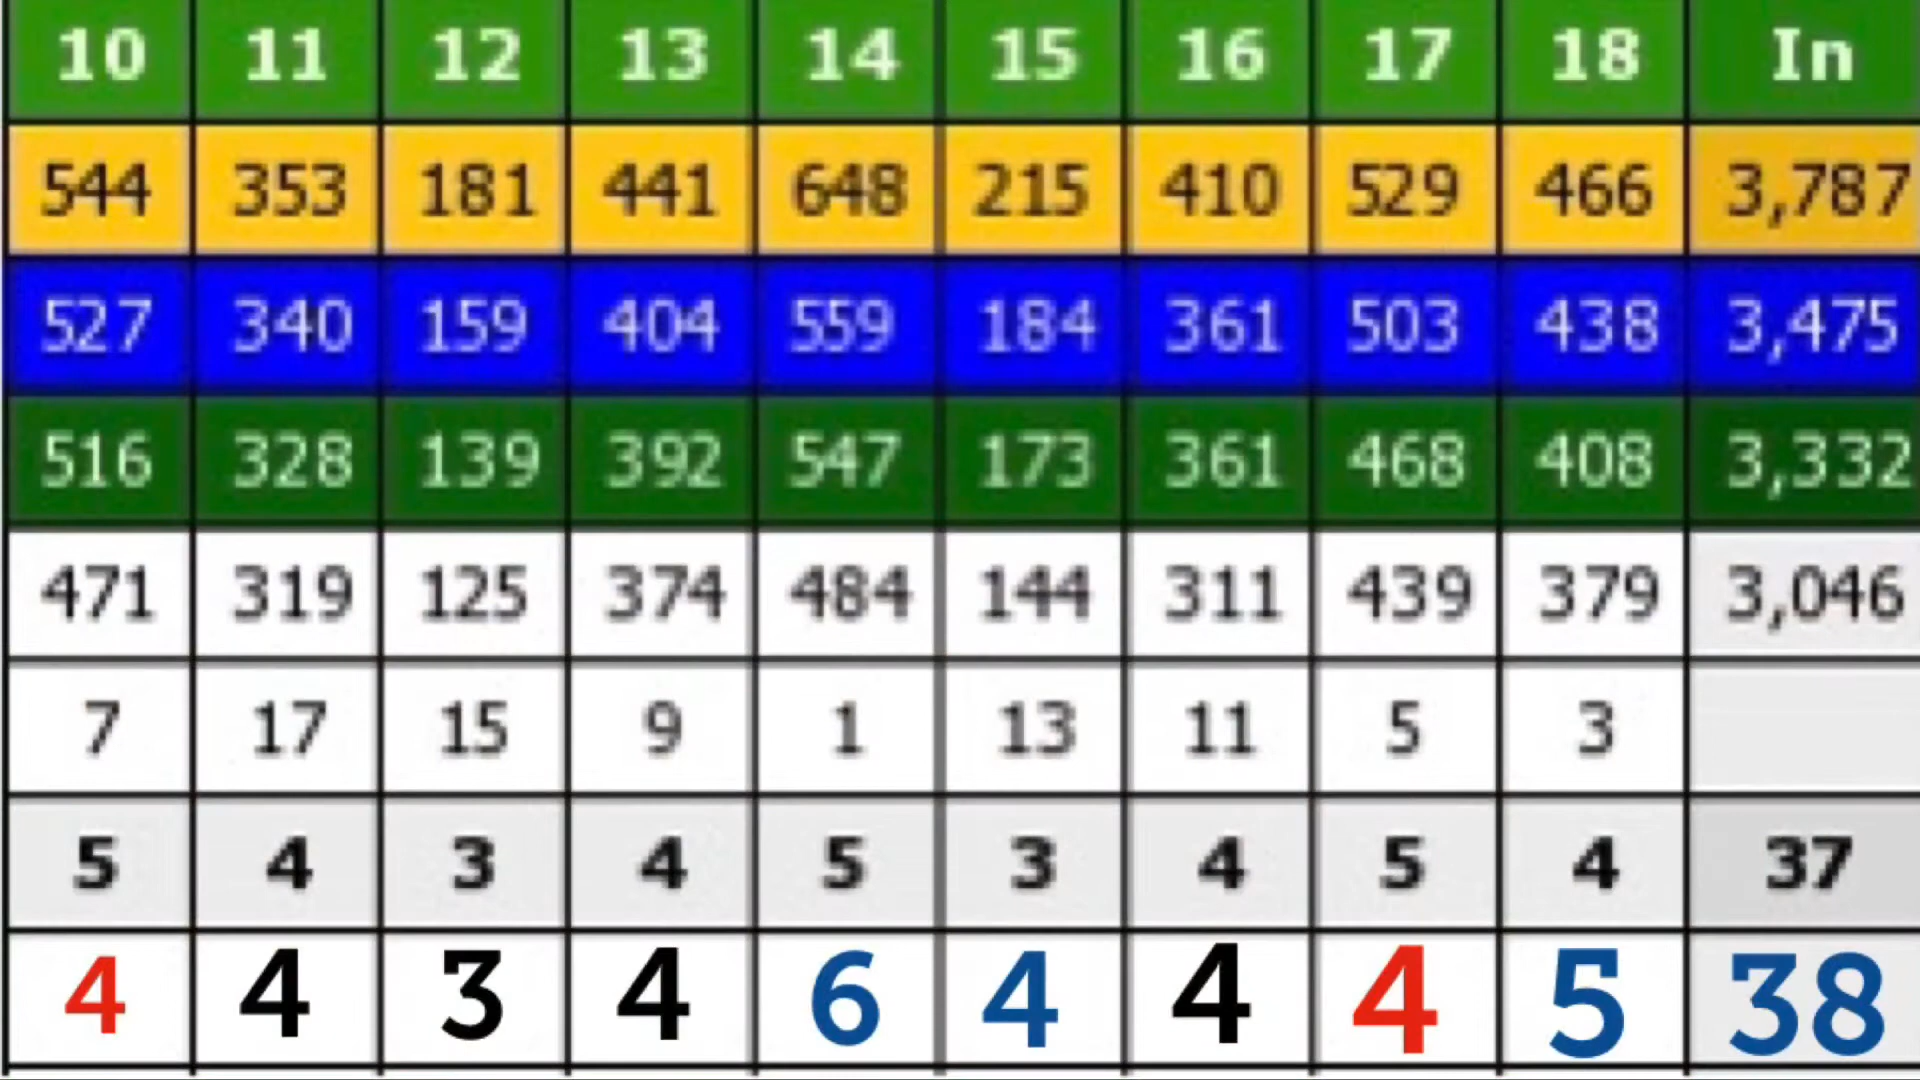 10 11 12 13 14 15 16 17 18 In
544 353 181 441 648 215 410 529 466 3,787
527 340 159 404 559 184 361 503 438 3,475
516 328 139 392 547 173 361 468 408 3,332
471 319 125 374 484 144 311 439 379 3,046
7 17 15 9 1 13 11 5 3
5 4 3 4 5 3 4 5 4 37
4 4 3 4 6 4 4 4 5 38